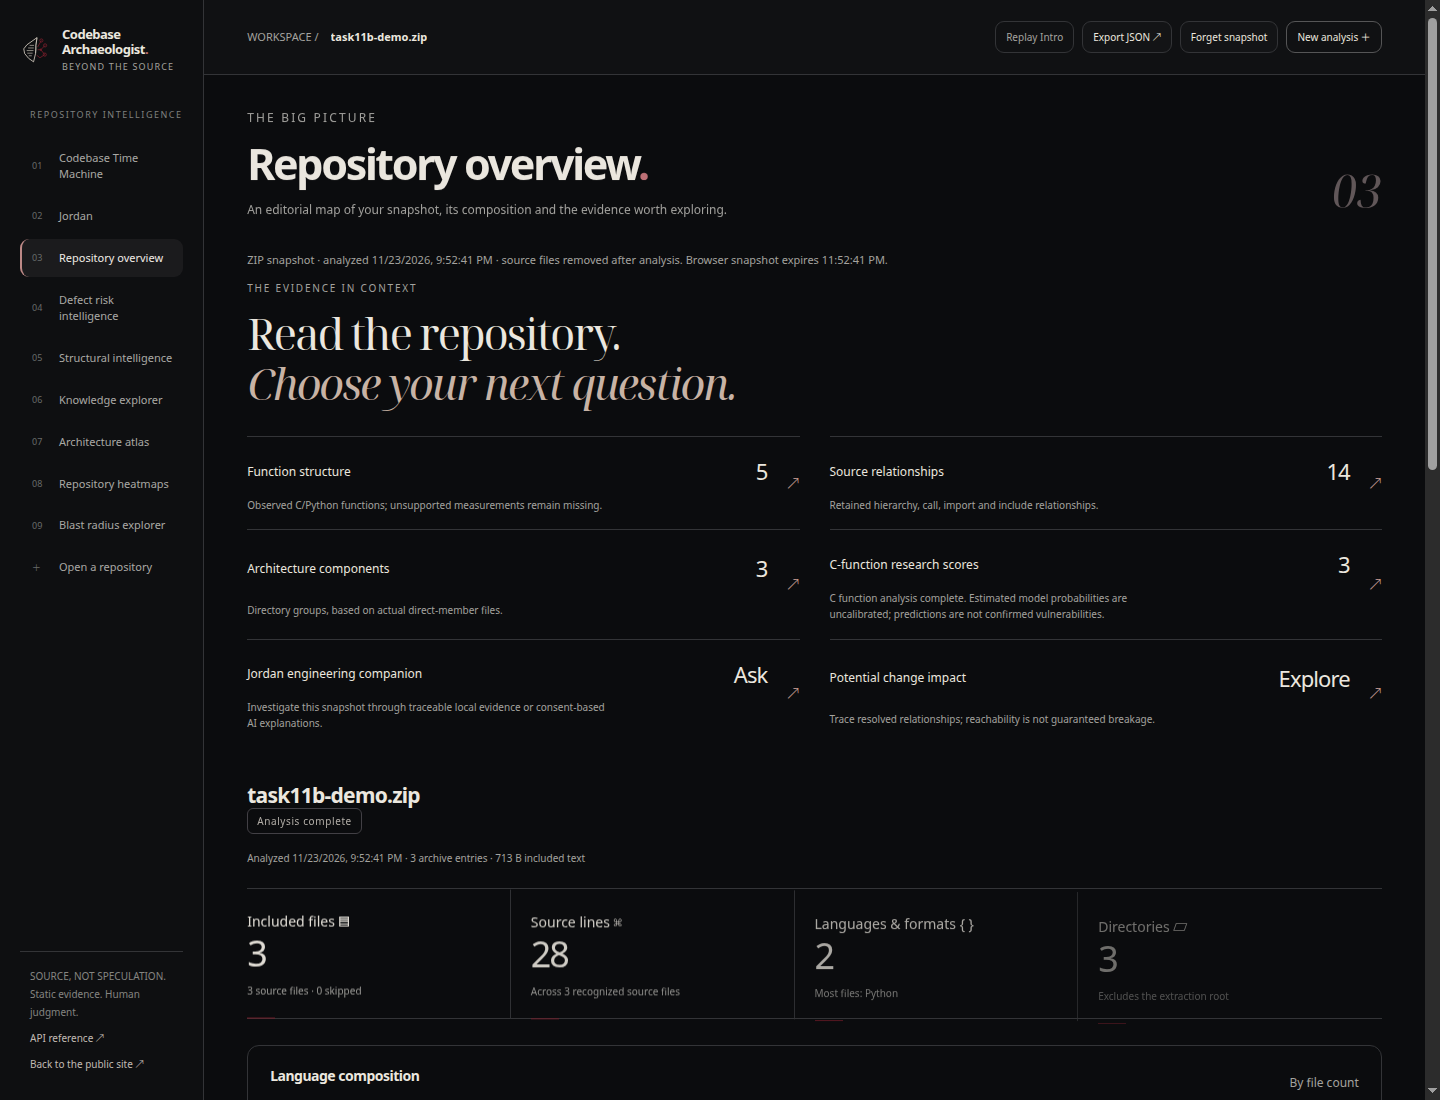 Codebase
Archaeologist.
BEYOND THE SOURCE
REPOSITORY INTELLIGENCE
01 Codebase Time
Machine
02 Jordan
03 Repository overview
04 Defect risk
intelligence
05 Structural intelligence
06 Knowledge explorer
07 Architecture atlas
08 Repository heatmaps
09 Blast radius explorer
+ Open a repository
SOURCE, NOT SPECULATION.
Static evidence. Human
judgment.
API reference ↗
Back to the public site ↗
WORKSPACE / task11b-demo.zip
Replay Intro
Export JSON ↗
Forget snapshot
New analysis +
THE BIG PICTURE
Repository overview.
An editorial map of your snapshot, its composition and the evidence worth exploring.
03
ZIP snapshot · analyzed 11/23/2026, 9:52:41 PM · source files removed after analysis. Browser snapshot expires 11:52:41 PM.
THE EVIDENCE IN CONTEXT
Read the repository.
Choose your next question.
Function structure 5 ↗
Observed C/Python functions; unsupported measurements remain missing.
Source relationships 14 ↗
Retained hierarchy, call, import and include relationships.
Architecture components 3 ↗
Directory groups, based on actual direct-member files.
C-function research scores 3 ↗
C function analysis complete. Estimated model probabilities are
uncalibrated; predictions are not confirmed vulnerabilities.
Jordan engineering companion Ask ↗
Investigate this snapshot through traceable local evidence or consent-based
AI explanations.
Potential change impact Explore ↗
Trace resolved relationships; reachability is not guaranteed breakage.
task11b-demo.zip
Analysis complete
Analyzed 11/23/2026, 9:52:41 PM · 3 archive entries · 713 B included text
Included files ▤
3
3 source files · 0 skipped
Source lines ⌘
28
Across 3 recognized source files
Languages & formats { }
2
Most files: Python
Directories ▱
3
Excludes the extraction root
Language composition
By file count